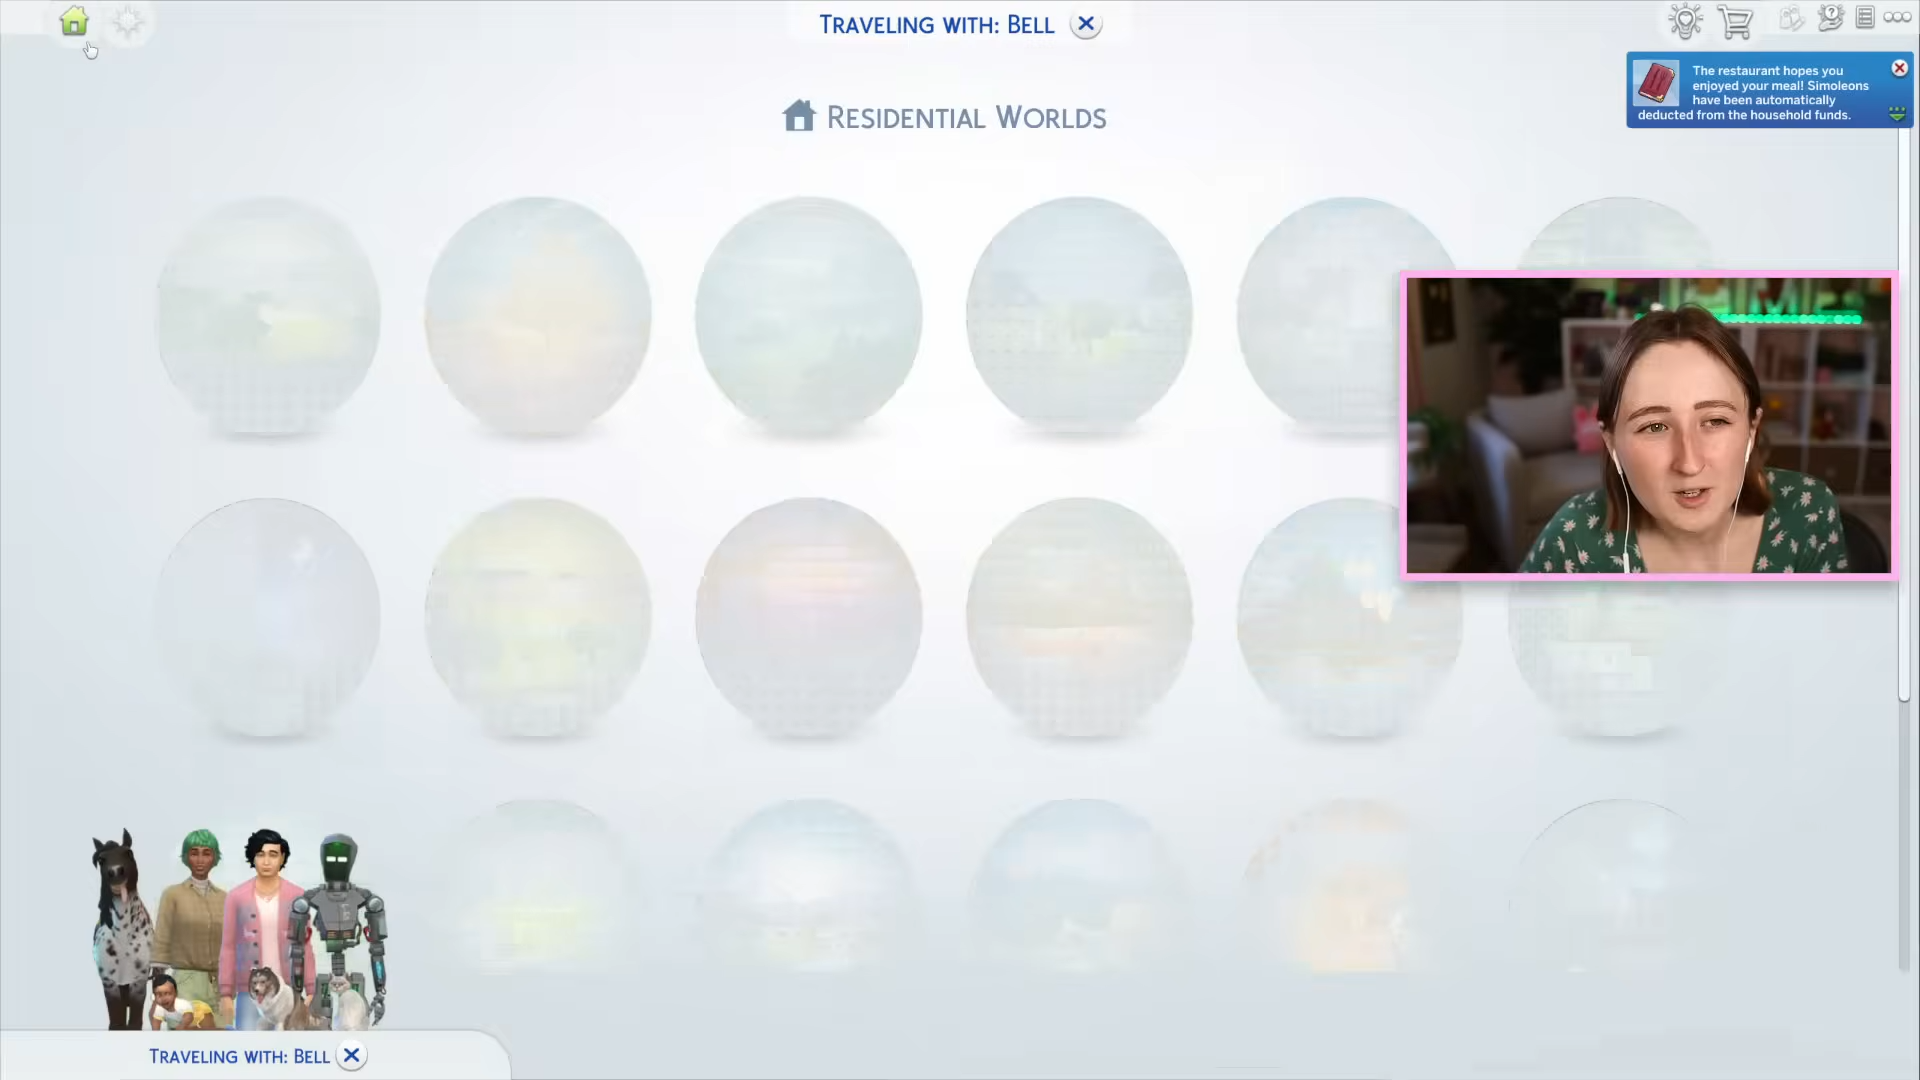 TRAVELING WITH: BELL
RESIDENTIAL WORLDS
The restaurant hopes you
enjoyed your meal! Simoleons
have been automatically
deducted from the household funds.
TRAVELING WITH: BELL